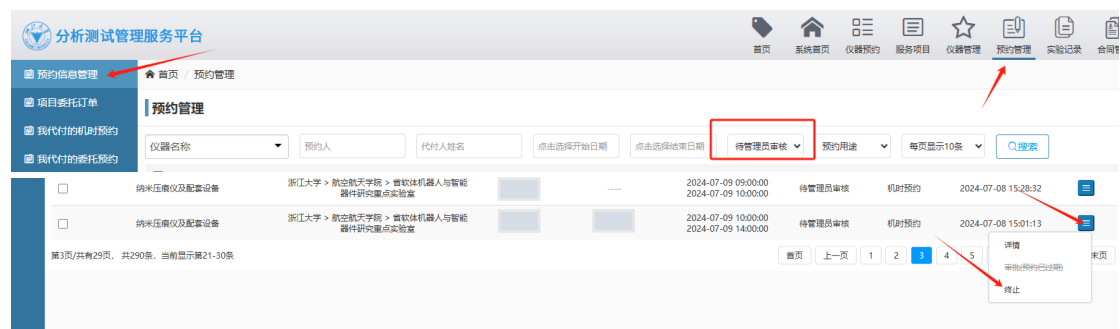 分析测试管理服务平台
首页 系统首页 仪器预约 服务项目 仪器管理 预约管理 实验记录
预约信息管理
首页 / 预约管理
项目委托订单
预约管理
我代付的机时预约
我代付的委托预约
仪器名称 预约人 代付人姓名 点击选择开始日期 点击选择结束日期 待管理员审核 预约用途 每页显示10条 搜索
纳米压痕仪及配套设备 浙江大学 > 航空航天学院 > 省软体机器人与智能 ---- 2024-07-09 09:00:00 待管理员审核 机时预约 2024-07-08 15:28:32
器件研究重点实验室 2024-07-09 10:00:00
纳米压痕仪及配套设备 浙江大学 > 航空航天学院 > 省软体机器人与智能 2024-07-09 10:00:00 待管理员审核 机时预约 2024-07-08 15:01:13
器件研究重点实验室 2024-07-09 14:00:00
详情
第3页/共有29页, 共290条, 当前显示第21-30条 首页 上一页 1 2 3 4 5 末页
审批(预约已过期)
终止